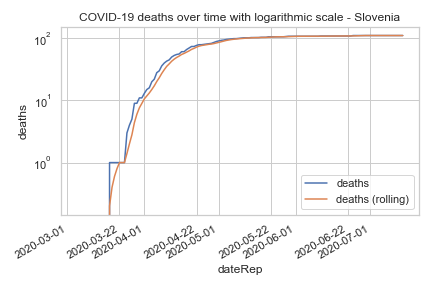 COVID-19 deaths over time with logarithmic scale - Slovenia
10²
10¹
10⁰
deaths
deaths
deaths (rolling)
2020-03-01
2020-03-22
2020-04-01
2020-04-22
2020-05-01
2020-05-22
2020-06-01
2020-06-22
2020-07-01
dateRep